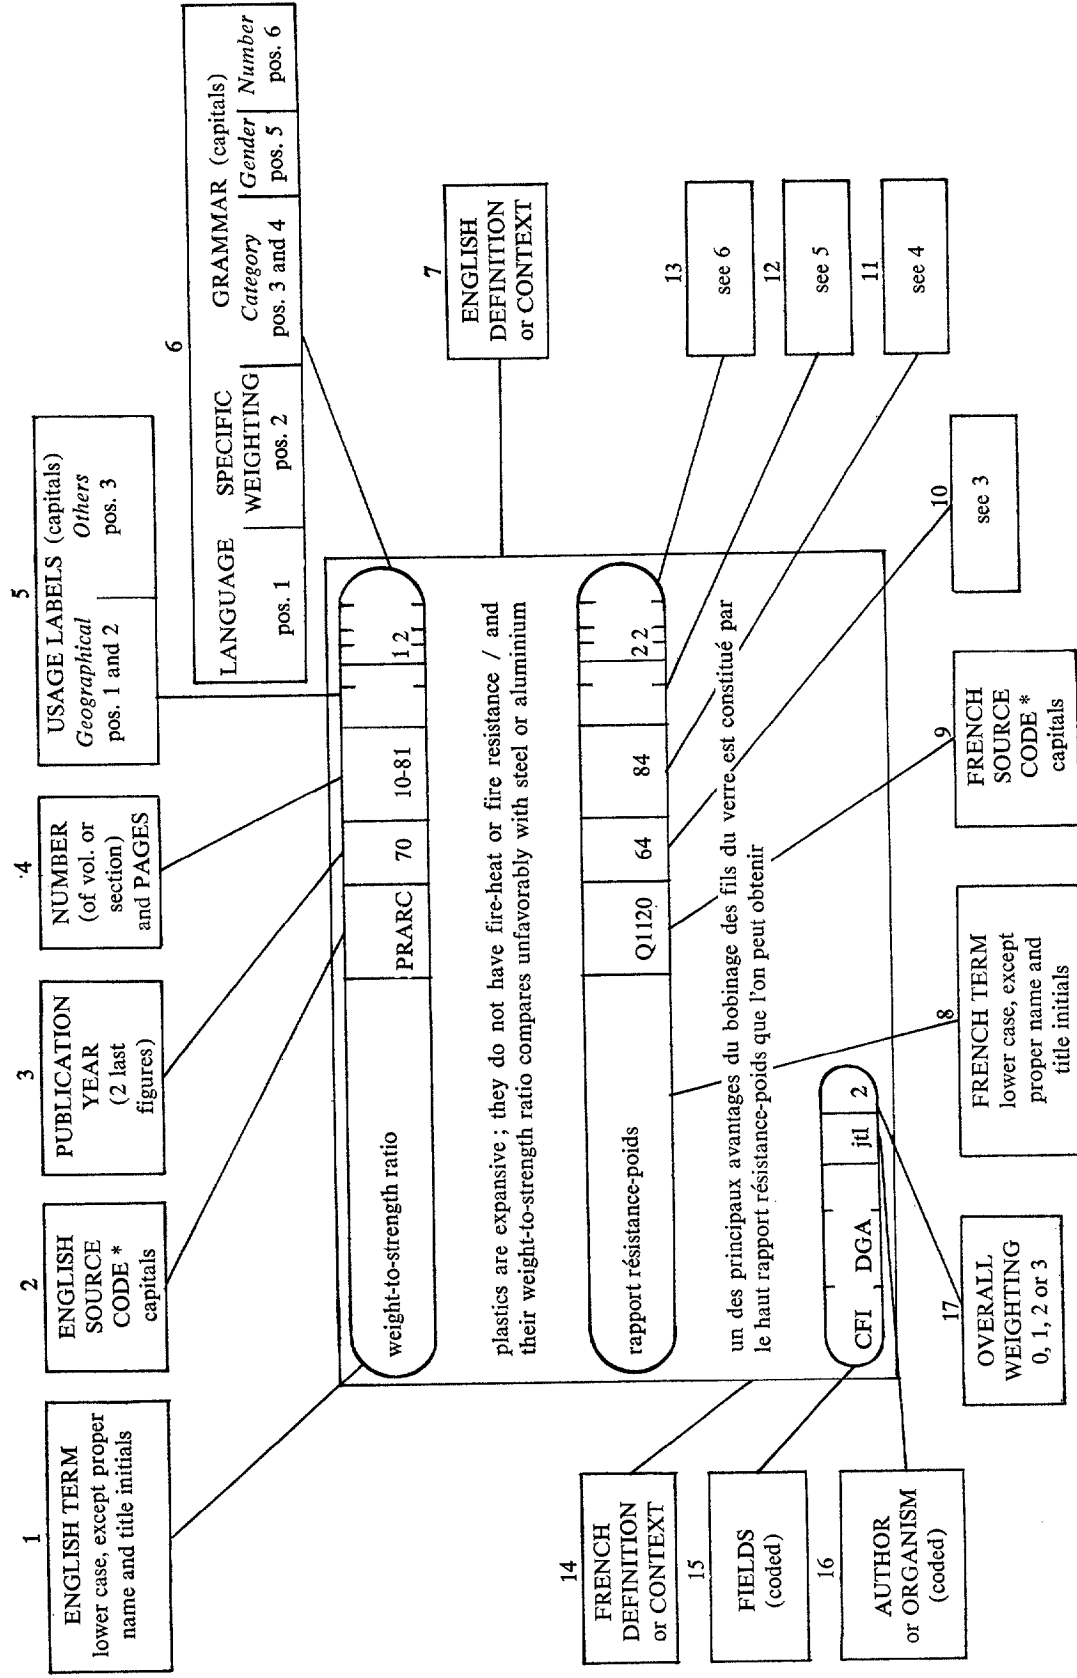 1
ENGLISH TERM
lower case, except proper
name and title initials
2
ENGLISH
SOURCE
CODE *
capitals
3
PUBLICATION
YEAR
(2 last
figures)
4
NUMBER
(of vol. or
section)
and PAGES
5
USAGE LABELS (capitals)
Geographical Others
pos. 1 and 2 pos. 3
6
GRAMMAR (capitals)
LANGUAGE SPECIFIC WEIGHTING Category Gender Number
pos. 1 pos. 2 pos. 3 and 4 pos. 5 pos. 6
weight-to-strength ratio PRARC 70 10-81 1 2
7
ENGLISH
DEFINITION
or CONTEXT
plastics are expansive ; they do not have fire-heat or fire resistance / and
their weight-to-strength ratio compares unfavorably with steel or aluminium
rapport résistance-poids Q1120 64 84 2 2
un des principaux avantages du bobinage des fils du verre est constitué par
le haut rapport résistance-poids que l'on peut obtenir
CFI DGA jtl 2
13
see 6
12
see 5
11
see 4
10
see 3
9
FRENCH
SOURCE
CODE *
capitals
8
FRENCH TERM
lower case, except
proper name and
title initials
14
FRENCH
DEFINITION
or CONTEXT
15
FIELDS
(coded)
16
AUTHOR
or ORGANISM
(coded)
17
OVERALL
WEIGHTING
0, 1, 2 or 3